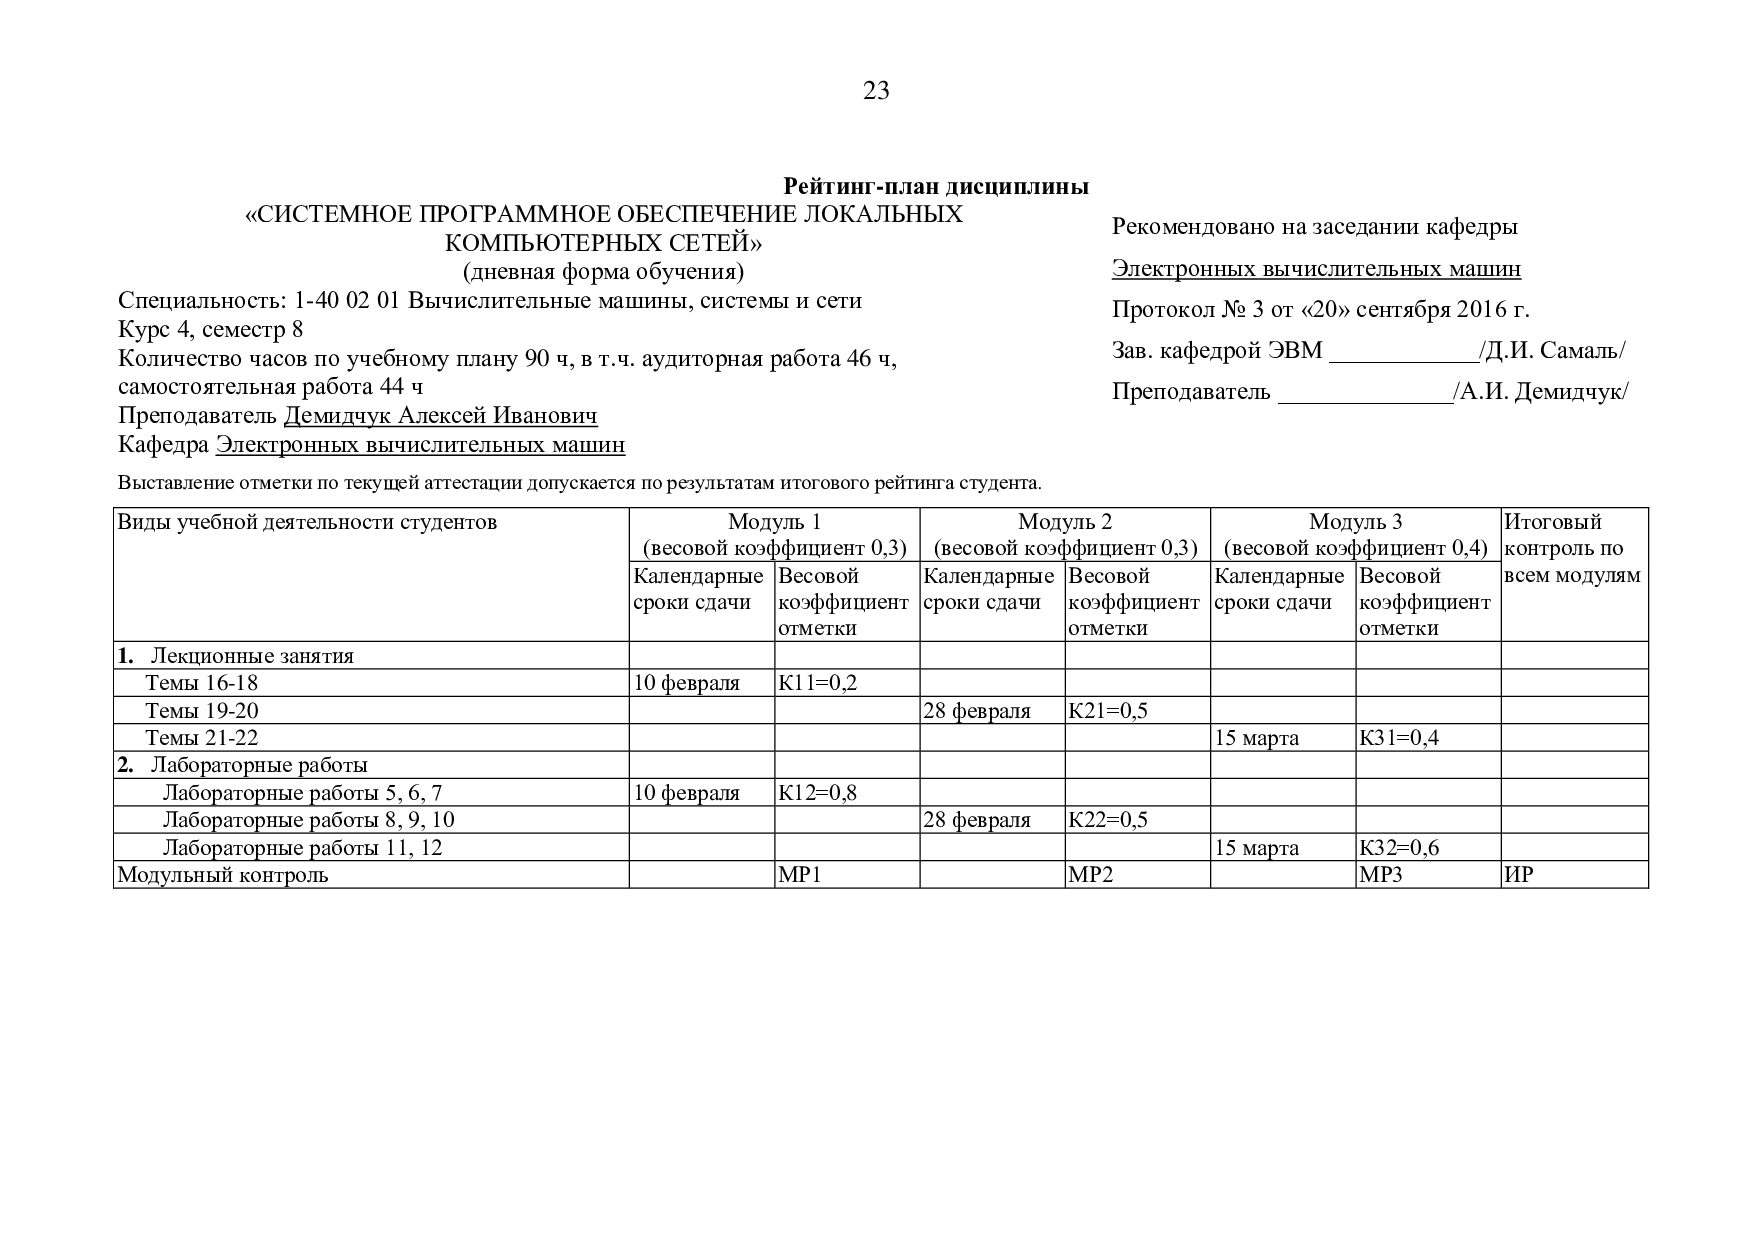 23
Рейтинг-план дисциплины
«СИСТЕМНОЕ ПРОГРАММНОЕ ОБЕСПЕЧЕНИЕ ЛОКАЛЬНЫХ
КОМПЬЮТЕРНЫХ СЕТЕЙ»
(дневная форма обучения)
Специальность: 1-40 02 01 Вычислительные машины, системы и сети
Курс 4, семестр 8
Количество часов по учебному плану 90 ч, в т.ч. аудиторная работа 46 ч,
самостоятельная работа 44 ч
Преподаватель Демидчук Алексей Иванович
Кафедра Электронных вычислительных машин
Рекомендовано на заседании кафедры
Электронных вычислительных машин
Протокол № 3 от «20» сентября 2016 г.
Зав. кафедрой ЭВМ ____________/Д.И. Самаль/
Преподаватель ______________/А.И. Демидчук/
Выставление отметки по текущей аттестации допускается по результатам итогового рейтинга студента.
Виды учебной деятельности студентов
Модуль 1
(весовой коэффициент 0,3)
Модуль 2
(весовой коэффициент 0,3)
Модуль 3
(весовой коэффициент 0,4)
Итоговый
контроль по
всем модулям
Календарные
сроки сдачи
Весовой
коэффициент
отметки
Календарные
сроки сдачи
Весовой
коэффициент
отметки
Календарные
сроки сдачи
Весовой
коэффициент
отметки
1. Лекционные занятия
Темы 16-18 10 февраля К11=0,2
Темы 19-20 28 февраля К21=0,5
Темы 21-22 15 марта К31=0,4
2. Лабораторные работы
Лабораторные работы 5, 6, 7 10 февраля К12=0,8
Лабораторные работы 8, 9, 10 28 февраля К22=0,5
Лабораторные работы 11, 12 15 марта К32=0,6
Модульный контроль МР1 МР2 МР3 ИР